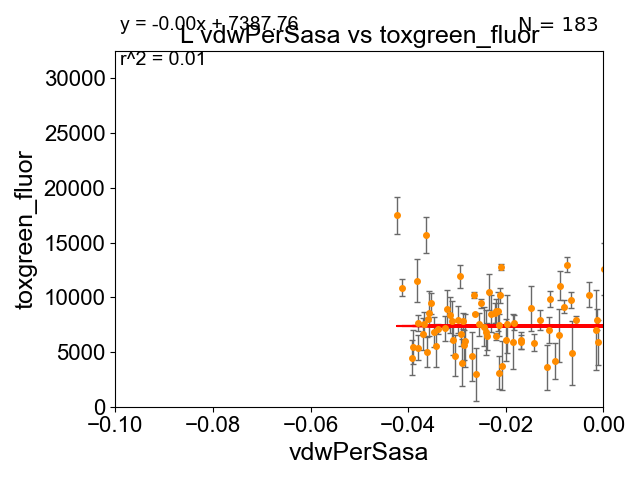 y = -0.00x + 7387.76
N = 183
L vdwPerSasa vs toxgreen_fluor
r^2 = 0.01
30000
25000
20000
15000
10000
5000
0
toxgreen_fluor
−0.10 −0.08 −0.06 −0.04 −0.02 0.00
vdwPerSasa